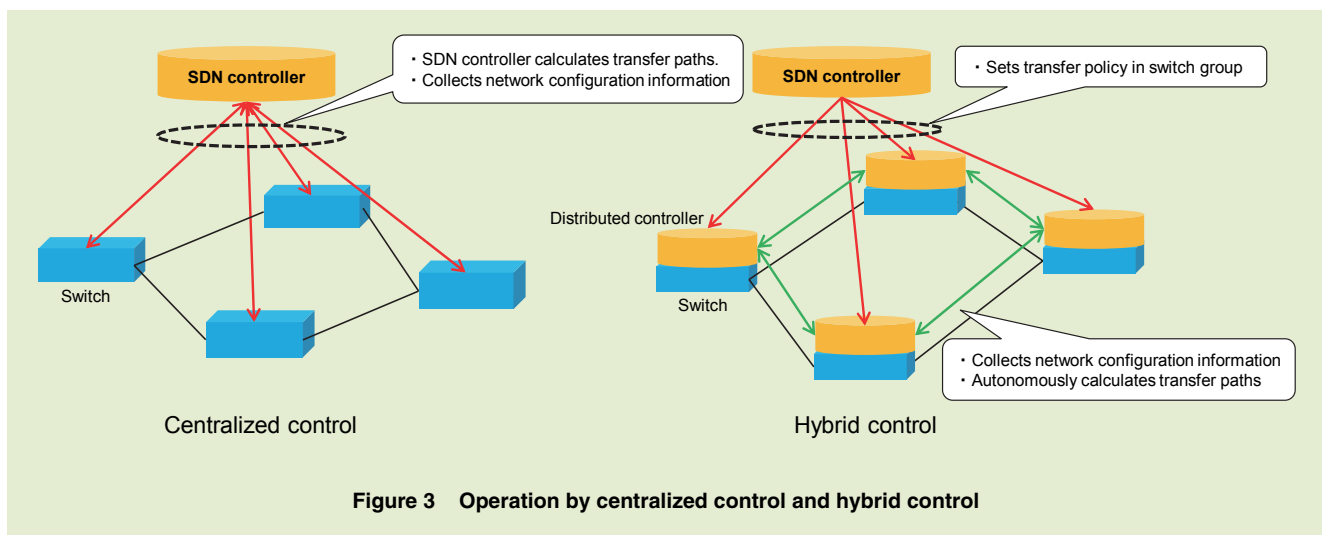 SDN controller
・SDN controller calculates transfer paths.
・Collects network configuration information
Switch
Centralized control
SDN controller
・Sets transfer policy in switch group
Distributed controller
Switch
・Collects network configuration information
・Autonomously calculates transfer paths
Hybrid control
Figure 3 Operation by centralized control and hybrid control